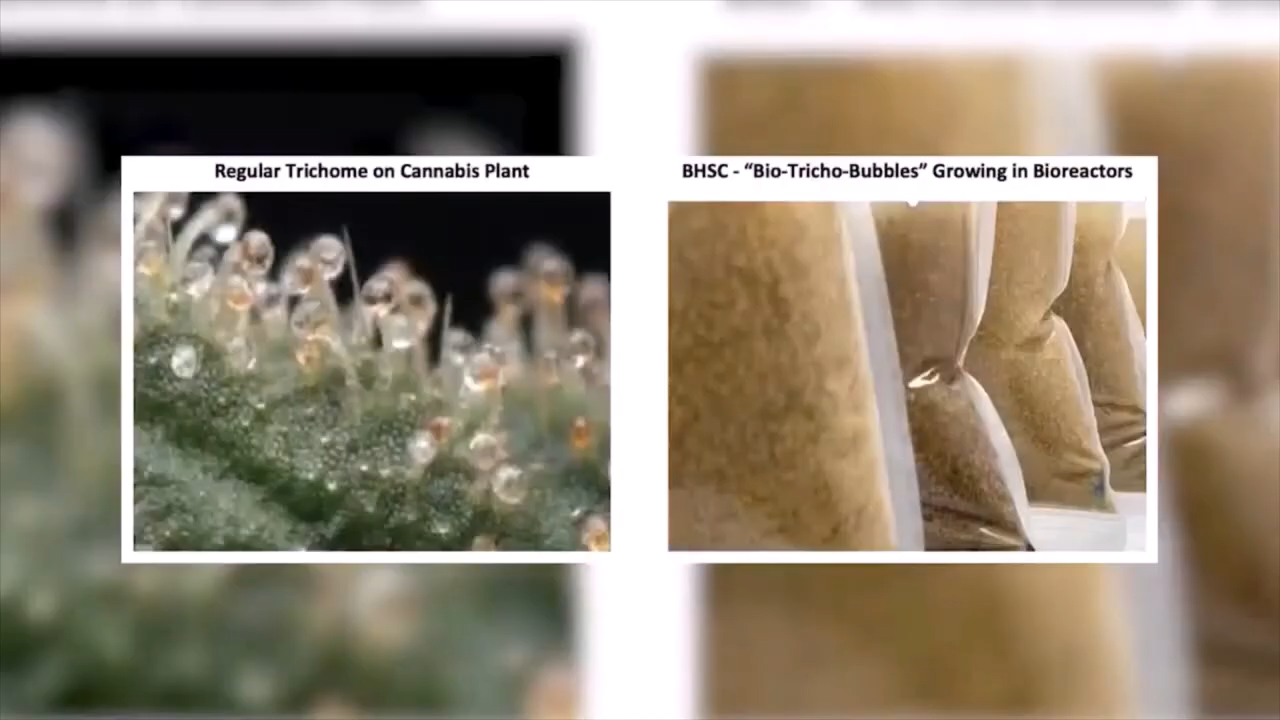 Regular Trichome on Cannabis Plant
BHSC - “Bio-Tricho-Bubbles” Growing in Bioreactors